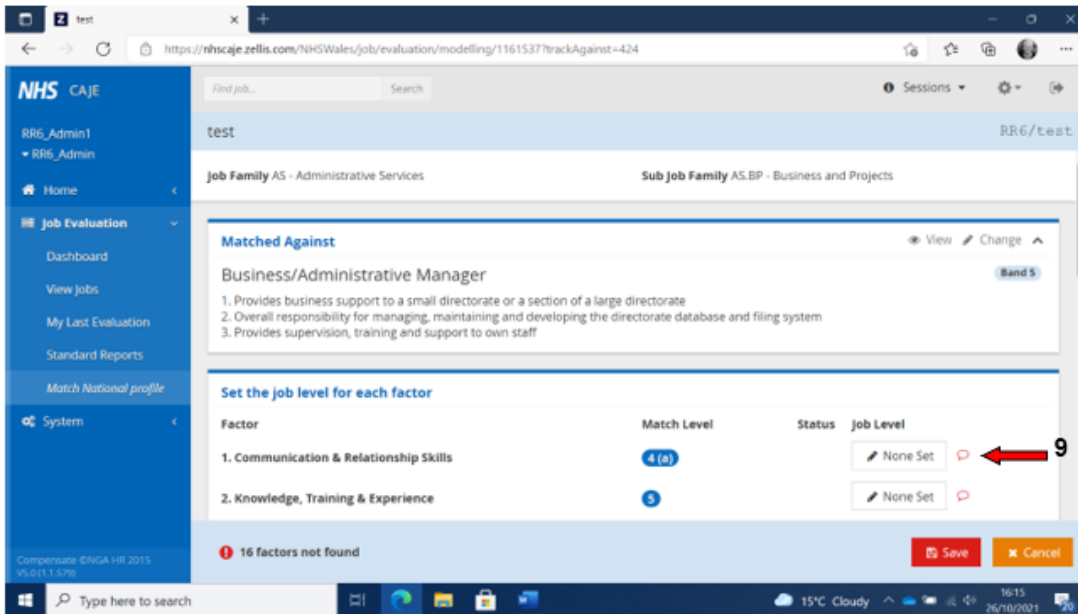 test
https://nhscaje.zellis.com/NHSWales/job/evaluation/modelling/1161537?trackAgainst=424
NHS CAJE
Find job...
Search
Sessions
RR6_Admin1
RR6_Admin
test
RR6/test
Home
Job Evaluation
Dashboard
View Jobs
My Last Evaluation
Standard Reports
Match National profile
System
Job Family AS - Administrative Services
Sub Job Family AS.BP - Business and Projects
Matched Against
View
Change
Business/Administrative Manager
Band 5
1. Provides business support to a small directorate or a section of a large directorate
2. Overall responsibility for managing, maintaining and developing the directorate database and filing system
3. Provides supervision, training and support to own staff
Set the job level for each factor
Factor Match Level Status Job Level
1. Communication & Relationship Skills 4 (a) None Set
9
2. Knowledge, Training & Experience 5 None Set
16 factors not found
Save
Cancel
Compensate ©NGA HR 2015
V5.0 (1.1.579)
Type here to search
15°C Cloudy
16:15
26/10/2021